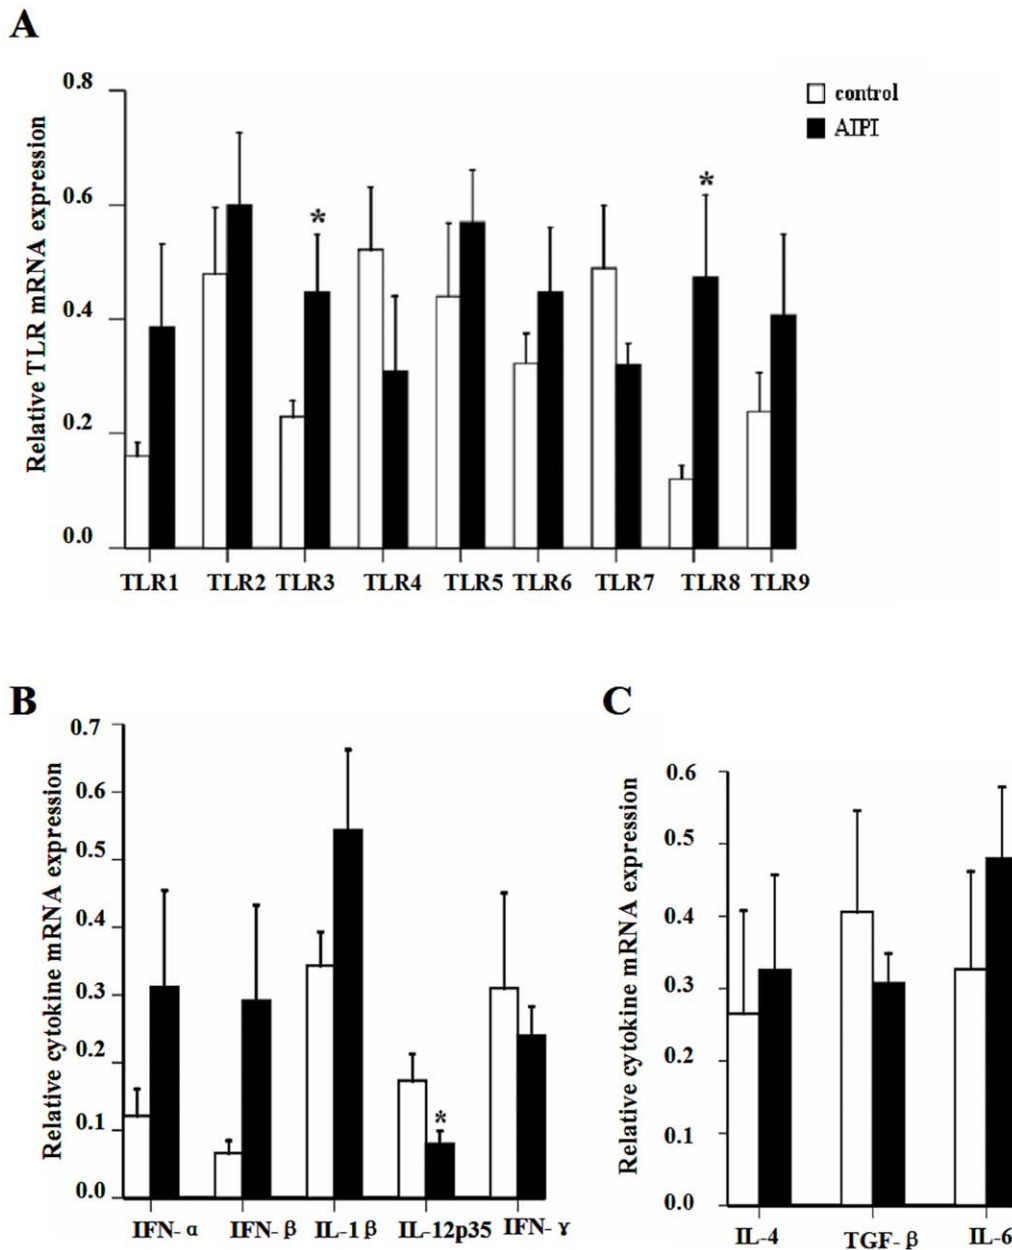 A
Relative TLR mRNA expression
0.8
0.6
0.4
0.2
0.0
control
AIPI
*
*
TLR1 TLR2 TLR3 TLR4 TLR5 TLR6 TLR7 TLR8 TLR9
B
Relative cytokine mRNA expression
0.7
0.6
0.5
0.4
0.3
0.2
0.1
0.0
*
IFN-α IFN-β IL-1β IL-12p35 IFN-γ
C
Relative cytokine mRNA expression
0.6
0.5
0.4
0.3
0.2
0.1
0.0
IL-4 TGF-β IL-6